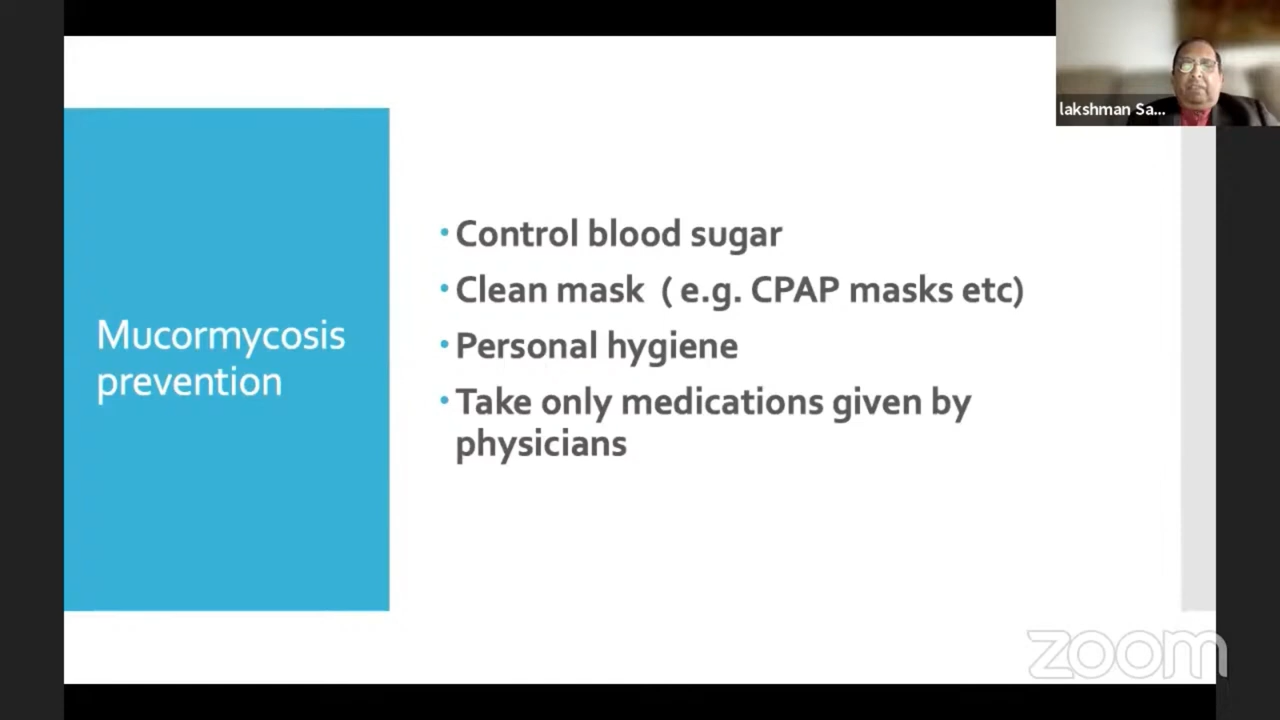 lakshman Sa...
Mucormycosis
prevention
• Control blood sugar
• Clean mask ( e.g. CPAP masks etc)
• Personal hygiene
• Take only medications given by
physicians
zoom